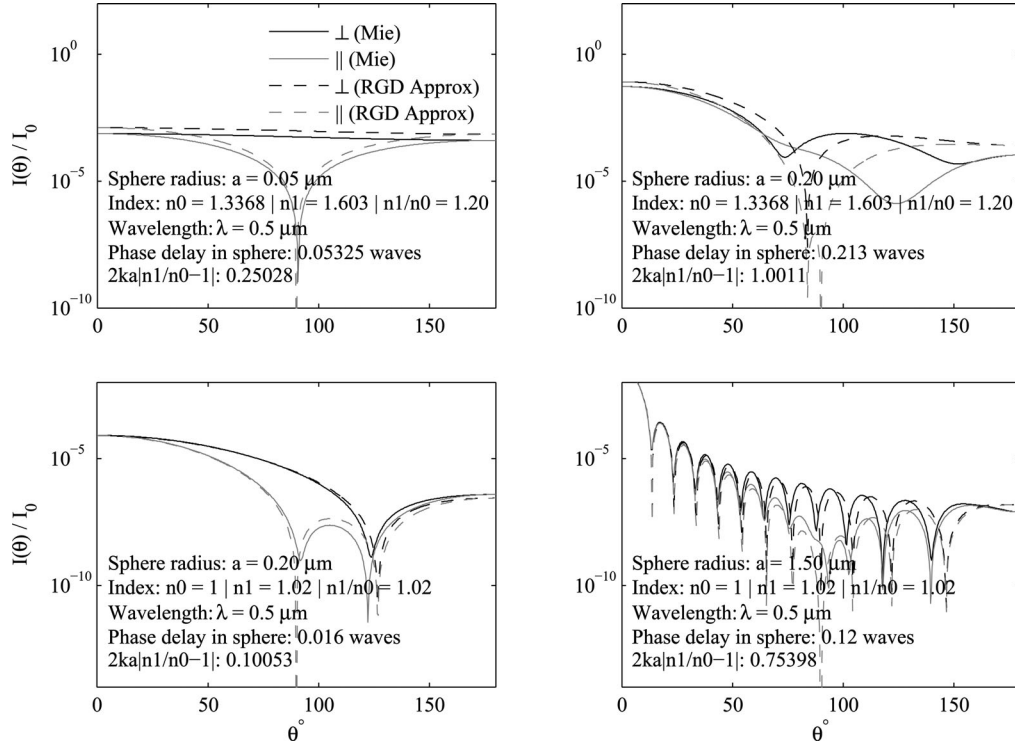 10^0
10^−5
10^−10
I(θ) / I_0
⊥ (Mie)
|| (Mie)
⊥ (RGD Approx)
|| (RGD Approx)
Sphere radius: a = 0.05 μm
Index: n0 = 1.3368 | n1 = 1.603 | n1/n0 = 1.20
Wavelength: λ = 0.5 μm
Phase delay in sphere: 0.05325 waves
2ka|n1/n0−1|: 0.25028
0 50 100 150
10^0
10^−5
10^−10
Sphere radius: a = 0.20 μm
Index: n0 = 1.3368 | n1 = 1.603 | n1/n0 = 1.20
Wavelength: λ = 0.5 μm
Phase delay in sphere: 0.213 waves
2ka|n1/n0−1|: 1.0011
0 50 100 150
10^−5
10^−10
I(θ) / I_0
Sphere radius: a = 0.20 μm
Index: n0 = 1 | n1 = 1.02 | n1/n0 = 1.02
Wavelength: λ = 0.5 μm
Phase delay in sphere: 0.016 waves
2ka|n1/n0−1|: 0.10053
0 50 100 150
θ°
10^−5
10^−10
Sphere radius: a = 1.50 μm
Index: n0 = 1 | n1 = 1.02 | n1/n0 = 1.02
Wavelength: λ = 0.5 μm
Phase delay in sphere: 0.12 waves
2ka|n1/n0−1|: 0.75398
0 50 100 150
θ°